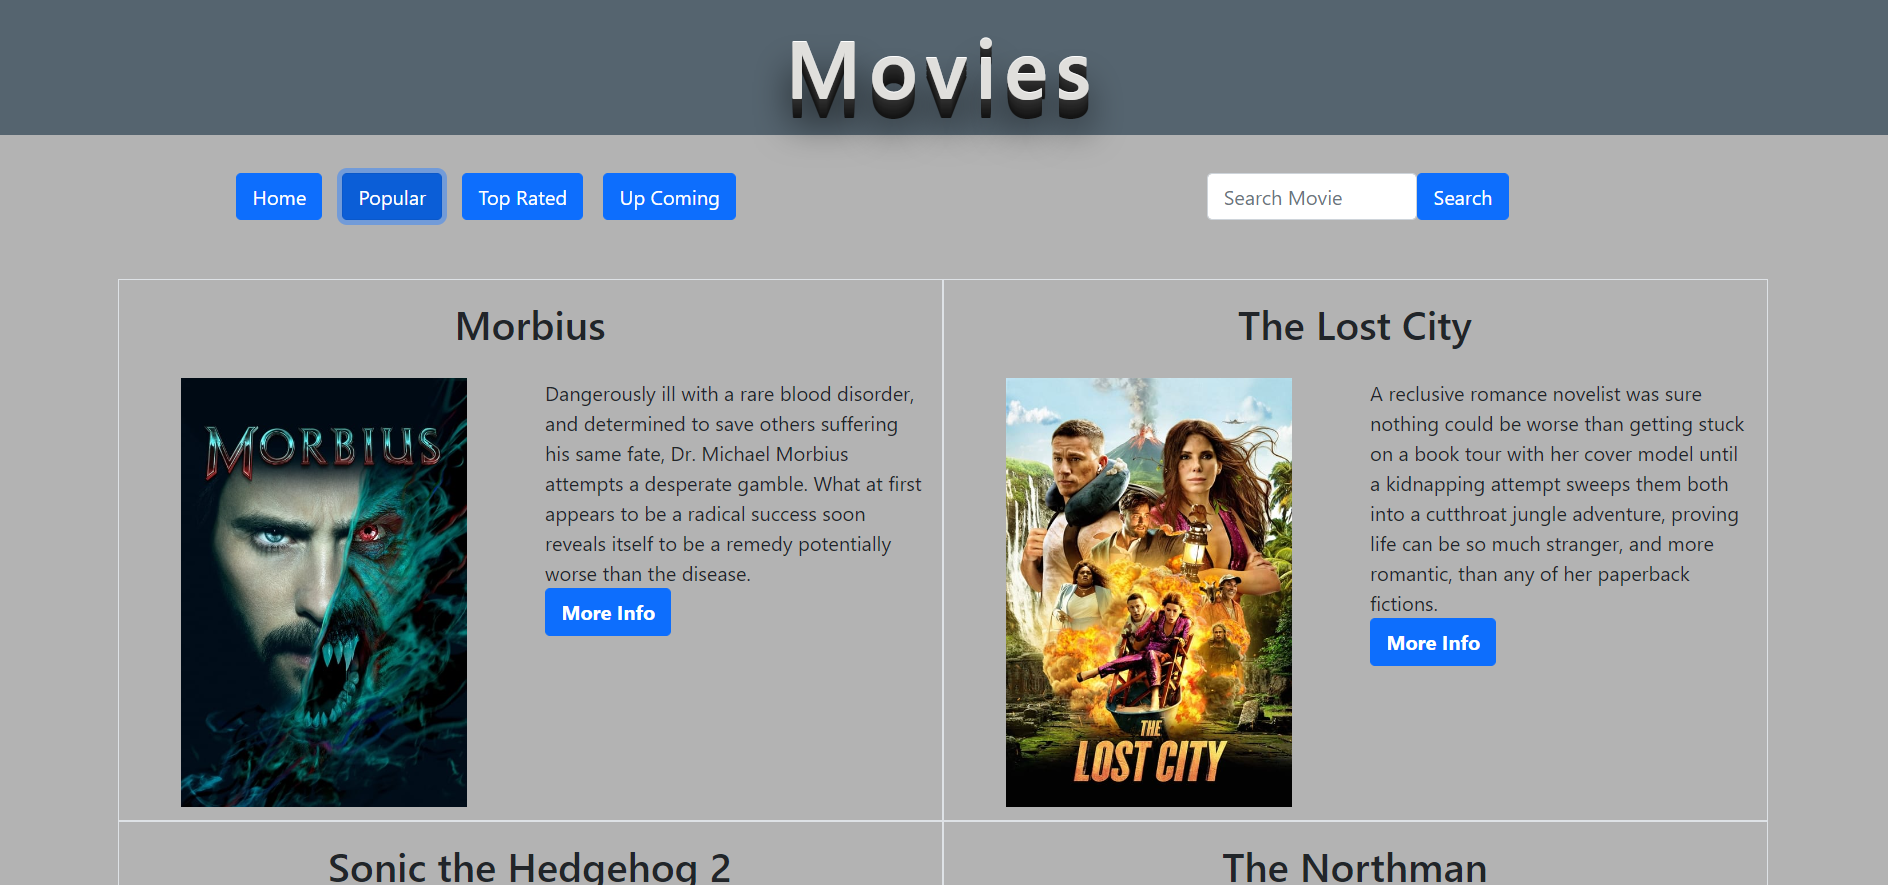 Movies
Home
Popular
Top Rated
Up Coming
Search Movie
Search
Morbius
MORBIUS
Dangerously ill with a rare blood disorder,
and determined to save others suffering
his same fate, Dr. Michael Morbius
attempts a desperate gamble. What at first
appears to be a radical success soon
reveals itself to be a remedy potentially
worse than the disease.
More Info
The Lost City
THE
LOST CITY
A reclusive romance novelist was sure
nothing could be worse than getting stuck
on a book tour with her cover model until
a kidnapping attempt sweeps them both
into a cutthroat jungle adventure, proving
life can be so much stranger, and more
romantic, than any of her paperback
fictions.
More Info
Sonic the Hedgehog 2
The Northman